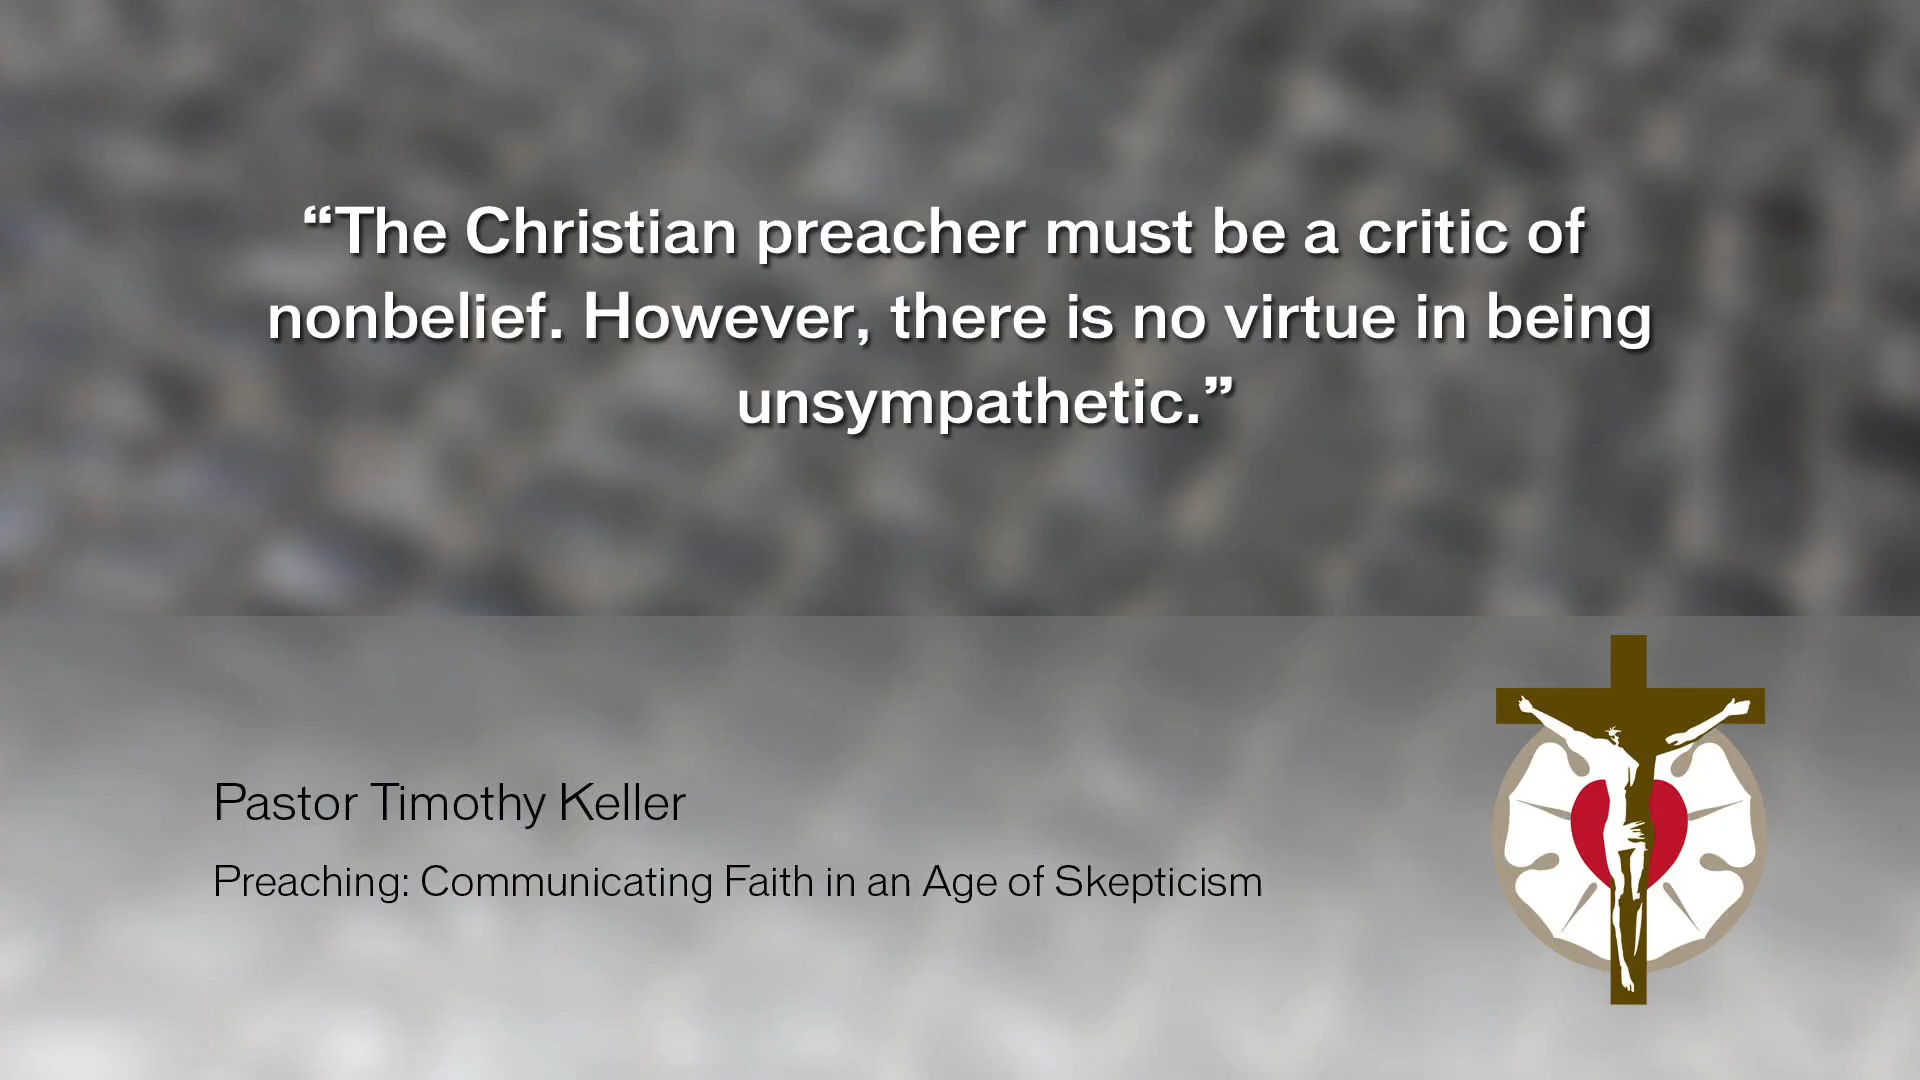 “The Christian preacher must be a critic of
nonbelief. However, there is no virtue in being
unsympathetic.”
Pastor Timothy Keller
Preaching: Communicating Faith in an Age of Skepticism